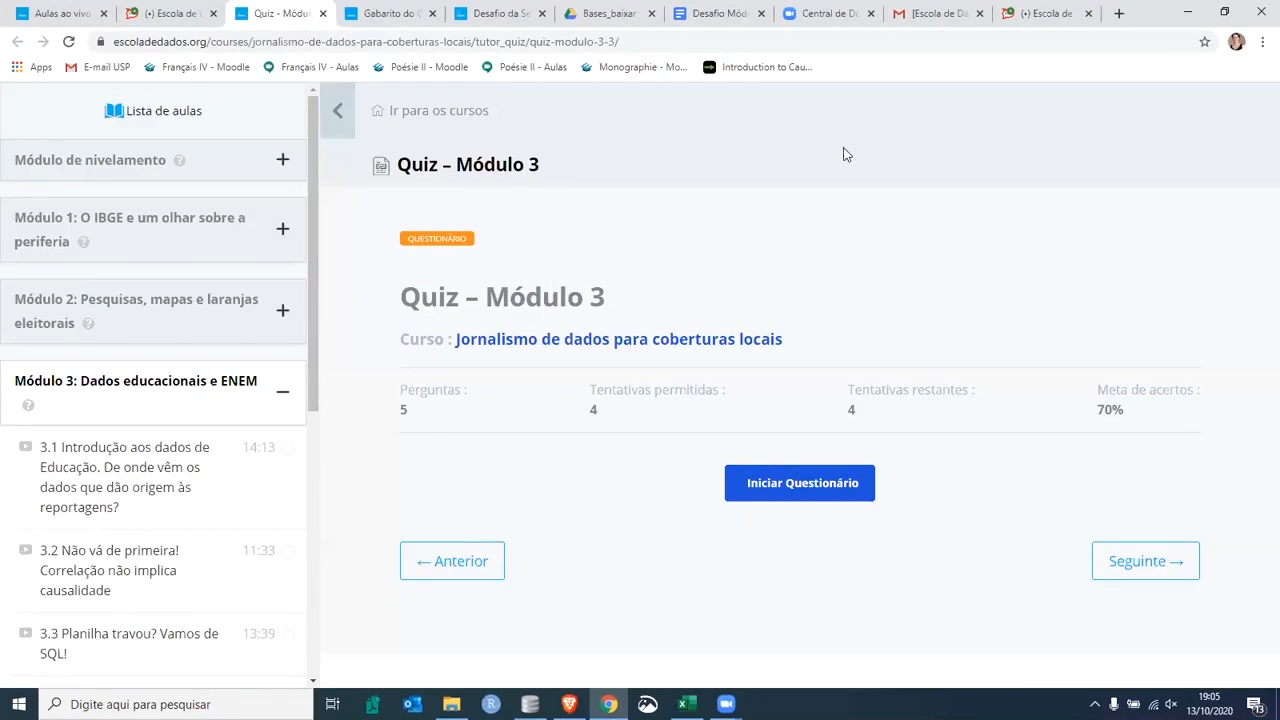 Aulas ao vivo
(•) Escola de L
Quiz - Módul
Gabarito do C
Desafio da Se
Bases_baixar
Desafio Mód
Central de Do
[Escola de Da
(•) Escola de
escoladedados.org/courses/jornalismo-de-dados-para-coberturas-locais/tutor_quiz/quiz-modulo-3-3/
Apps
E-mail USP
Français IV - Moodle
Français IV - Aulas
Poésie II - Moodle
Poésie II - Aulas
Monographie - Mo...
Introduction to Cau...
Lista de aulas
Módulo de nivelamento ?
Módulo 1: O IBGE e um olhar sobre a
periferia ?
Módulo 2: Pesquisas, mapas e laranjas
eleitorais ?
Módulo 3: Dados educacionais e ENEM
?
3.1 Introdução aos dados de 14:13
Educação. De onde vêm os
dados que dão origem às
reportagens?
3.2 Não vá de primeira! 11:33
Correlação não implica
causalidade
3.3 Planilha travou? Vamos de 13:39
SQL!
Ir para os cursos
Quiz – Módulo 3
QUESTIONÁRIO
Quiz – Módulo 3
Curso : Jornalismo de dados para coberturas locais
Perguntas : Tentativas permitidas : Tentativas restantes : Meta de acertos :
5 4 4 70%
Iniciar Questionário
← Anterior
Seguinte →
Digite aqui para pesquisar
19:05
13/10/2020
13